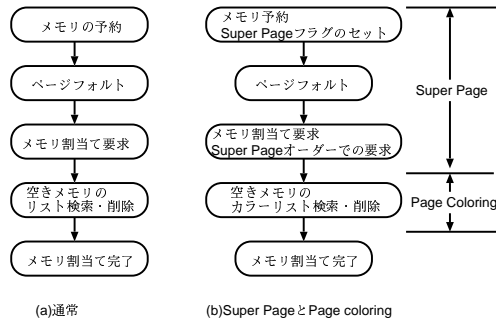 メモリの予約
ページフォルト
メモリ割当て要求
空きメモリの
リスト検索・削除
メモリ割当て完了
(a)通常
メモリ予約
Super Pageフラグのセット
ページフォルト
メモリ割当て要求
Super Pageオーダーでの要求
空きメモリの
カラーリスト検索・削除
メモリ割当て完了
(b)Super PageとPage coloring
Super Page
Page Coloring